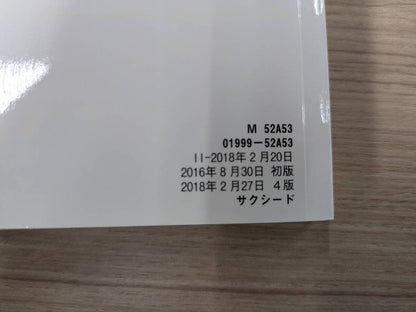 M 52A53
01999-52A53
II-2018年2月20日
2016年8月30日 初版
2018年2月27日 4版
サクシード